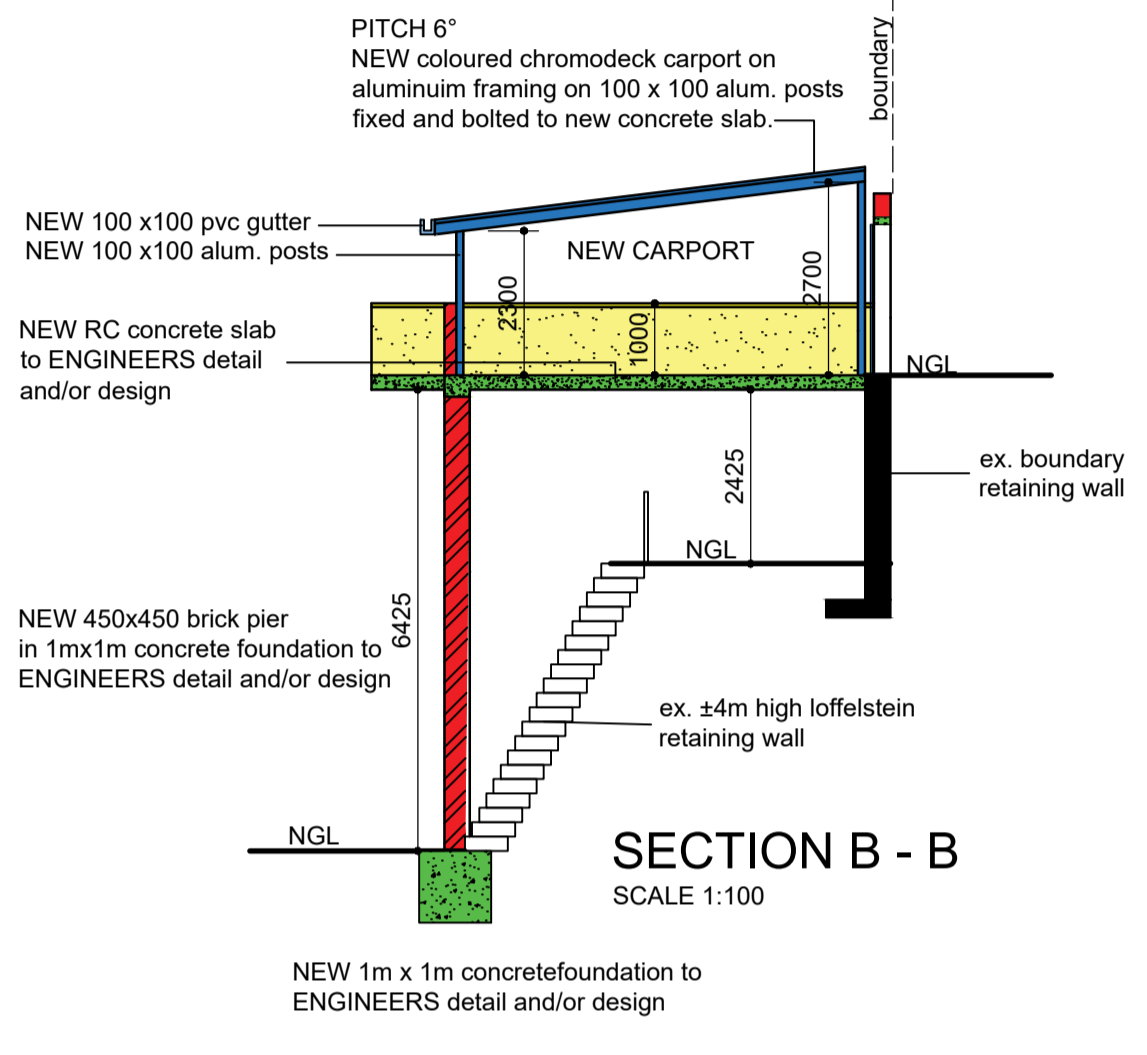 PITCH 6°
NEW coloured chromodeck carport on
aluminuim framing on 100 x 100 alum. posts
fixed and bolted to new concrete slab.
boundary
NEW 100 x100 pvc gutter
NEW 100 x100 alum. posts
NEW CARPORT
2300
2700
1000
NEW RC concrete slab
to ENGINEERS detail
and/or design
NGL
ex. boundary
retaining wall
2425
NGL
6425
NEW 450x450 brick pier
in 1mx1m concrete foundation to
ENGINEERS detail and/or design
ex. ±4m high loffelstein
retaining wall
NGL
SECTION B - B
SCALE 1:100
NEW 1m x 1m concretefoundation to
ENGINEERS detail and/or design